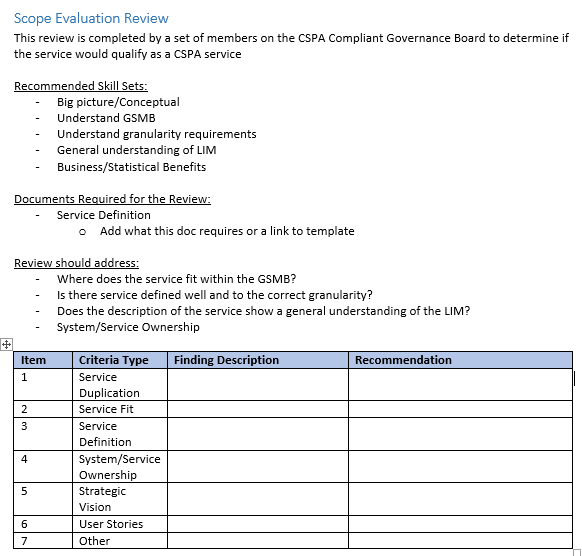 Scope Evaluation Review
This review is completed by a set of members on the CSPA Compliant Governance Board to determine if
the service would qualify as a CSPA service
Recommended Skill Sets:
- Big picture/Conceptual
- Understand GSMB
- Understand granularity requirements
- General understanding of LIM
- Business/Statistical Benefits
Documents Required for the Review:
- Service Definition
o Add what this doc requires or a link to template
Review should address:
- Where does the service fit within the GSMB?
- Is there service defined well and to the correct granularity?
- Does the description of the service show a general understanding of the LIM?
- System/Service Ownership
Item Criteria Type Finding Description Recommendation
1 Service
Duplication
2 Service Fit
3 Service
Definition
4 System/Service
Ownership
5 Strategic
Vision
6 User Stories
7 Other